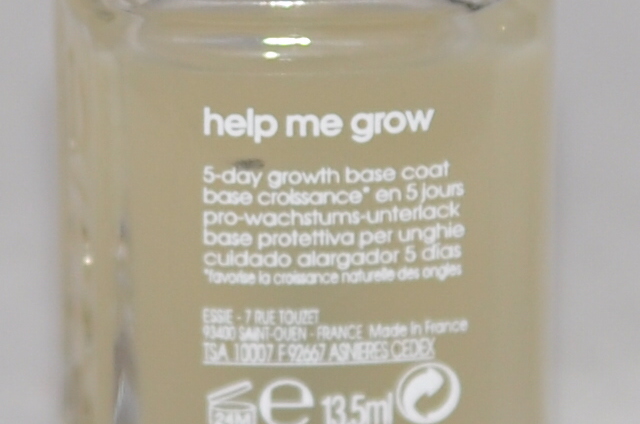 help me grow
5-day growth base coat
base croissance* en 5 jours
pro-wachstums-unterlack
base protettiva per unghie
cuidado alargador 5 días
*favorise la croissance naturelle des ongles
ESSIE - 7 RUE TOUZET
93400 SAINT-OUEN - FRANCE Made in France
TSA 10007 F 92667 ASNIERES CEDEX
24M e 13.5ml